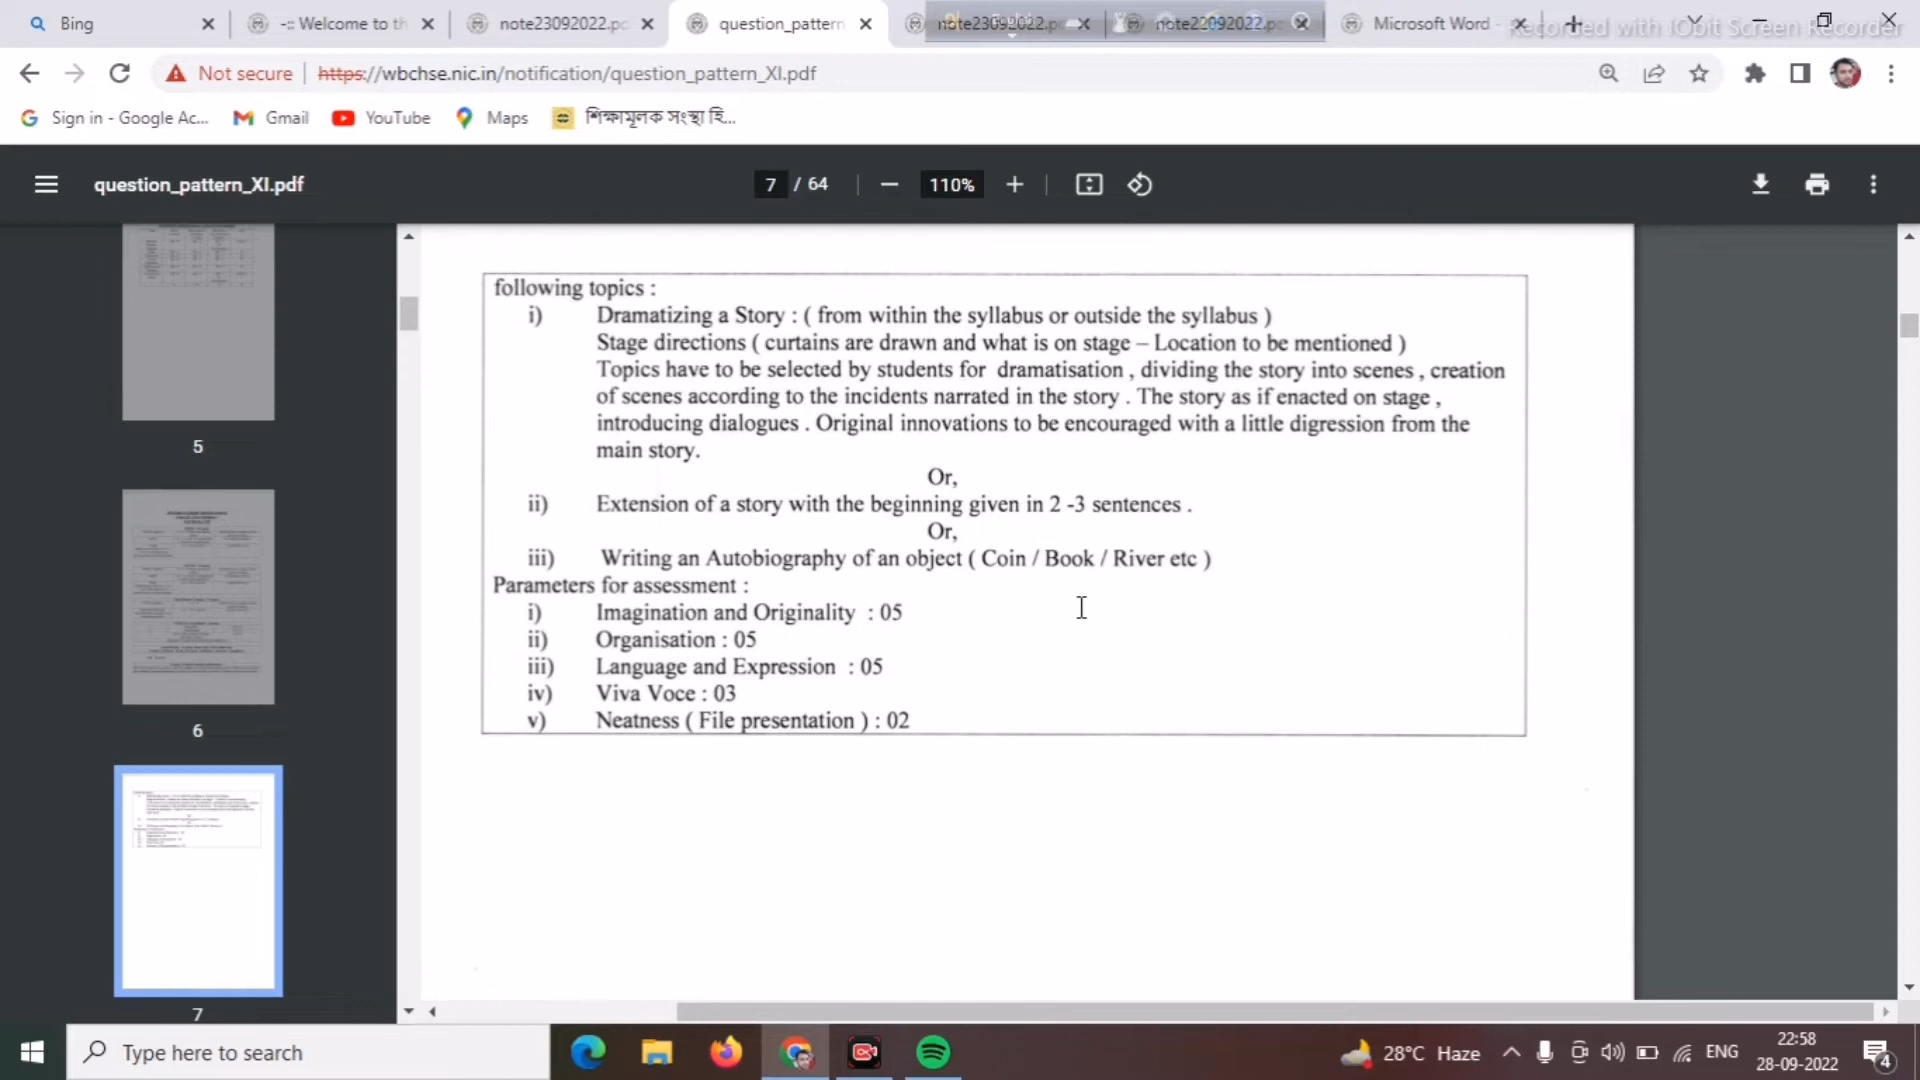 Bing
-:: Welcome to th
note23092022.pc
question_pattern
note23092022.p
note22092022.p
Microsoft Word -
Recorded with IObit Screen Recorder
Not secure
https://wbchse.nic.in/notification/question_pattern_XI.pdf
Sign in - Google Ac...
Gmail
YouTube
Maps
শিক্ষামূলক সংস্থা হি...
question_pattern_XI.pdf
7 / 64
110%
following topics :
i) Dramatizing a Story : ( from within the syllabus or outside the syllabus )
Stage directions ( curtains are drawn and what is on stage – Location to be mentioned )
Topics have to be selected by students for dramatisation , dividing the story into scenes , creation
of scenes according to the incidents narrated in the story . The story as if enacted on stage ,
introducing dialogues . Original innovations to be encouraged with a little digression from the
main story.
Or,
ii) Extension of a story with the beginning given in 2 -3 sentences .
Or,
iii) Writing an Autobiography of an object ( Coin / Book / River etc )
Parameters for assessment :
i) Imagination and Originality : 05
ii) Organisation : 05
iii) Language and Expression : 05
iv) Viva Voce : 03
v) Neatness ( File presentation ) : 02
5
6
7
Type here to search
28°C Haze
ENG
22:58
28-09-2022
4